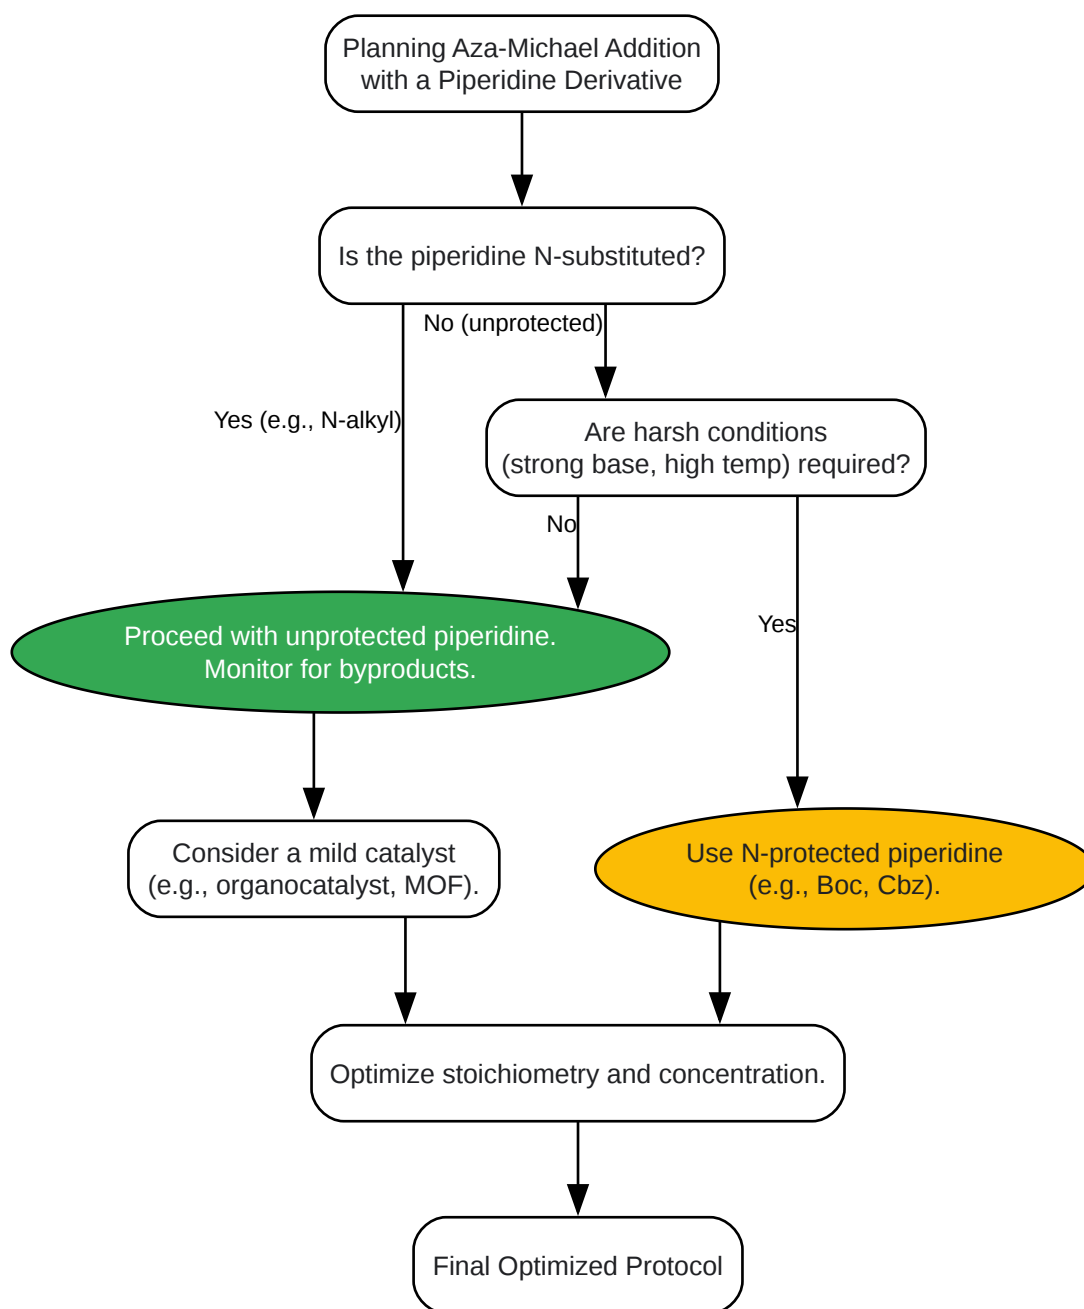 Planning Aza-Michael Addition
with a Piperidine Derivative
Is the piperidine N-substituted?
No (unprotected)
Yes (e.g., N-alkyl)
Are harsh conditions
(strong base, high temp) required?
No
Yes
Proceed with unprotected piperidine.
Monitor for byproducts.
Consider a mild catalyst
(e.g., organocatalyst, MOF).
Use N-protected piperidine
(e.g., Boc, Cbz).
Optimize stoichiometry and concentration.
Final Optimized Protocol